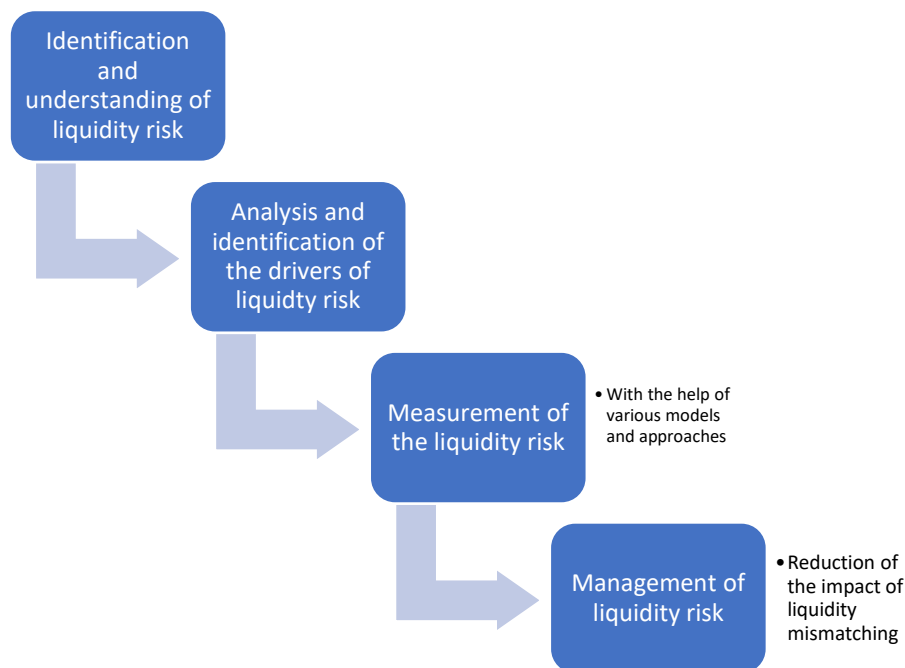 Identification
and
understanding of
liquidity risk
Analysis and
identification of
the drivers of
liquidty risk
Measurement of
the liquidity risk
• With the help of
various models
and approaches
Management of
liquidity risk
• Reduction of
the impact of
liquidity
mismatching